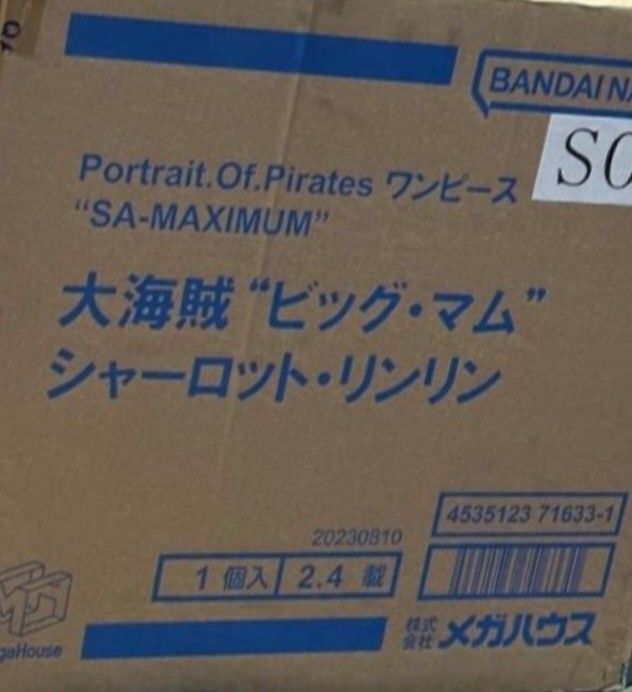 BANDAI NA
SO
Portrait.Of.Pirates ワンピース
“SA-MAXIMUM”
大海賊“ビッグ・マム”
シャーロット・リンリン
4535123 71633-1
20230810
1 個入 2.4 載
株式会社 メガハウス
gaHouse